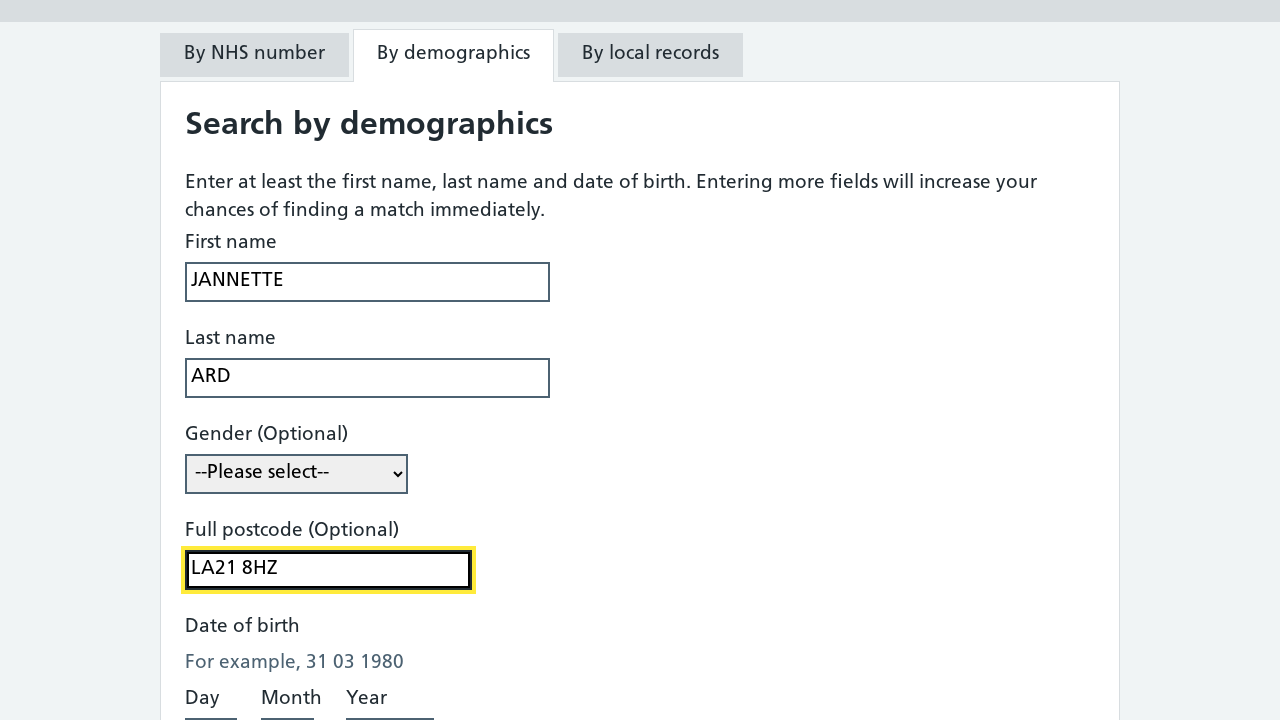 By NHS number
By demographics
By local records
Search by demographics
Enter at least the first name, last name and date of birth. Entering more fields will increase your
chances of finding a match immediately.
First name
JANNETTE
Last name
ARD
Gender (Optional)
--Please select--
Full postcode (Optional)
LA21 8HZ
Date of birth
For example, 31 03 1980
Day
Month
Year